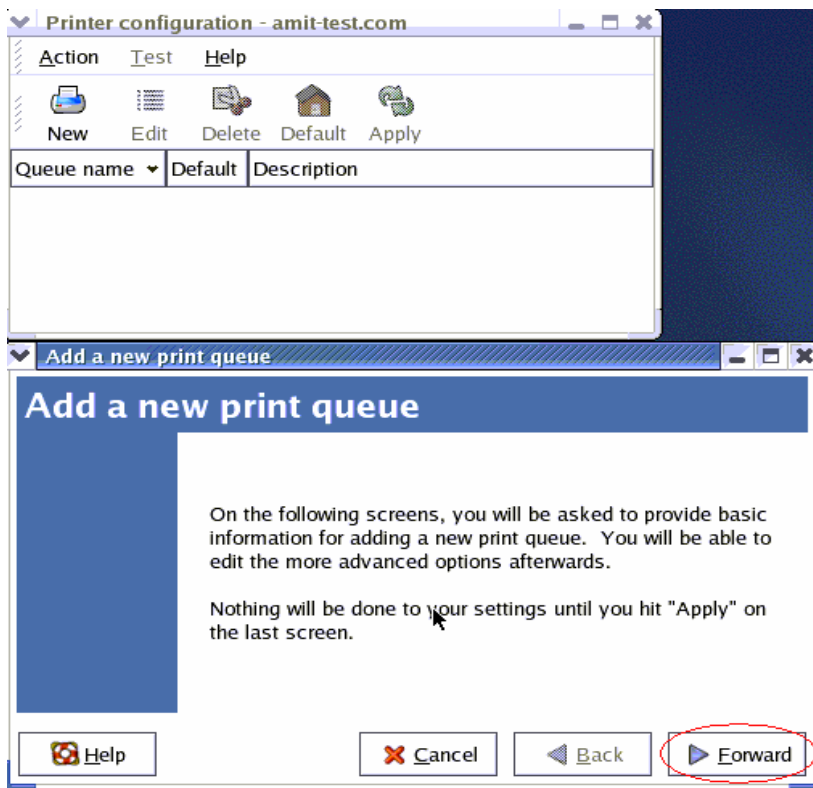 Printer configuration - amit-test.com
Action Test Help
New Edit Delete Default Apply
Queue name Default Description
Add a new print queue
Add a new print queue
On the following screens, you will be asked to provide basic
information for adding a new print queue. You will be able to
edit the more advanced options afterwards.
Nothing will be done to your settings until you hit "Apply" on
the last screen.
Help Cancel Back Forward